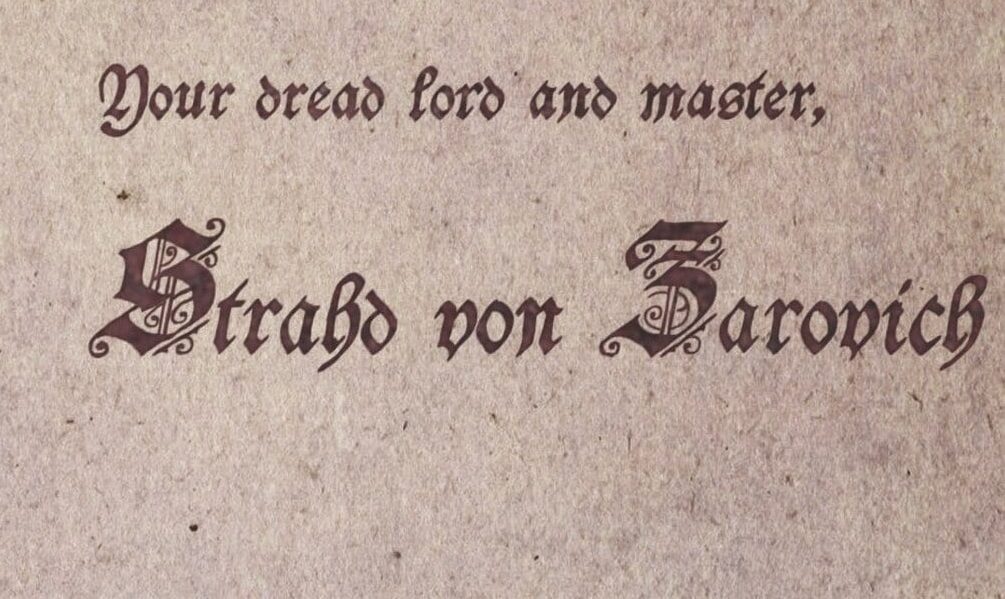 Your dread lord and master,
Strahd von Zarovich